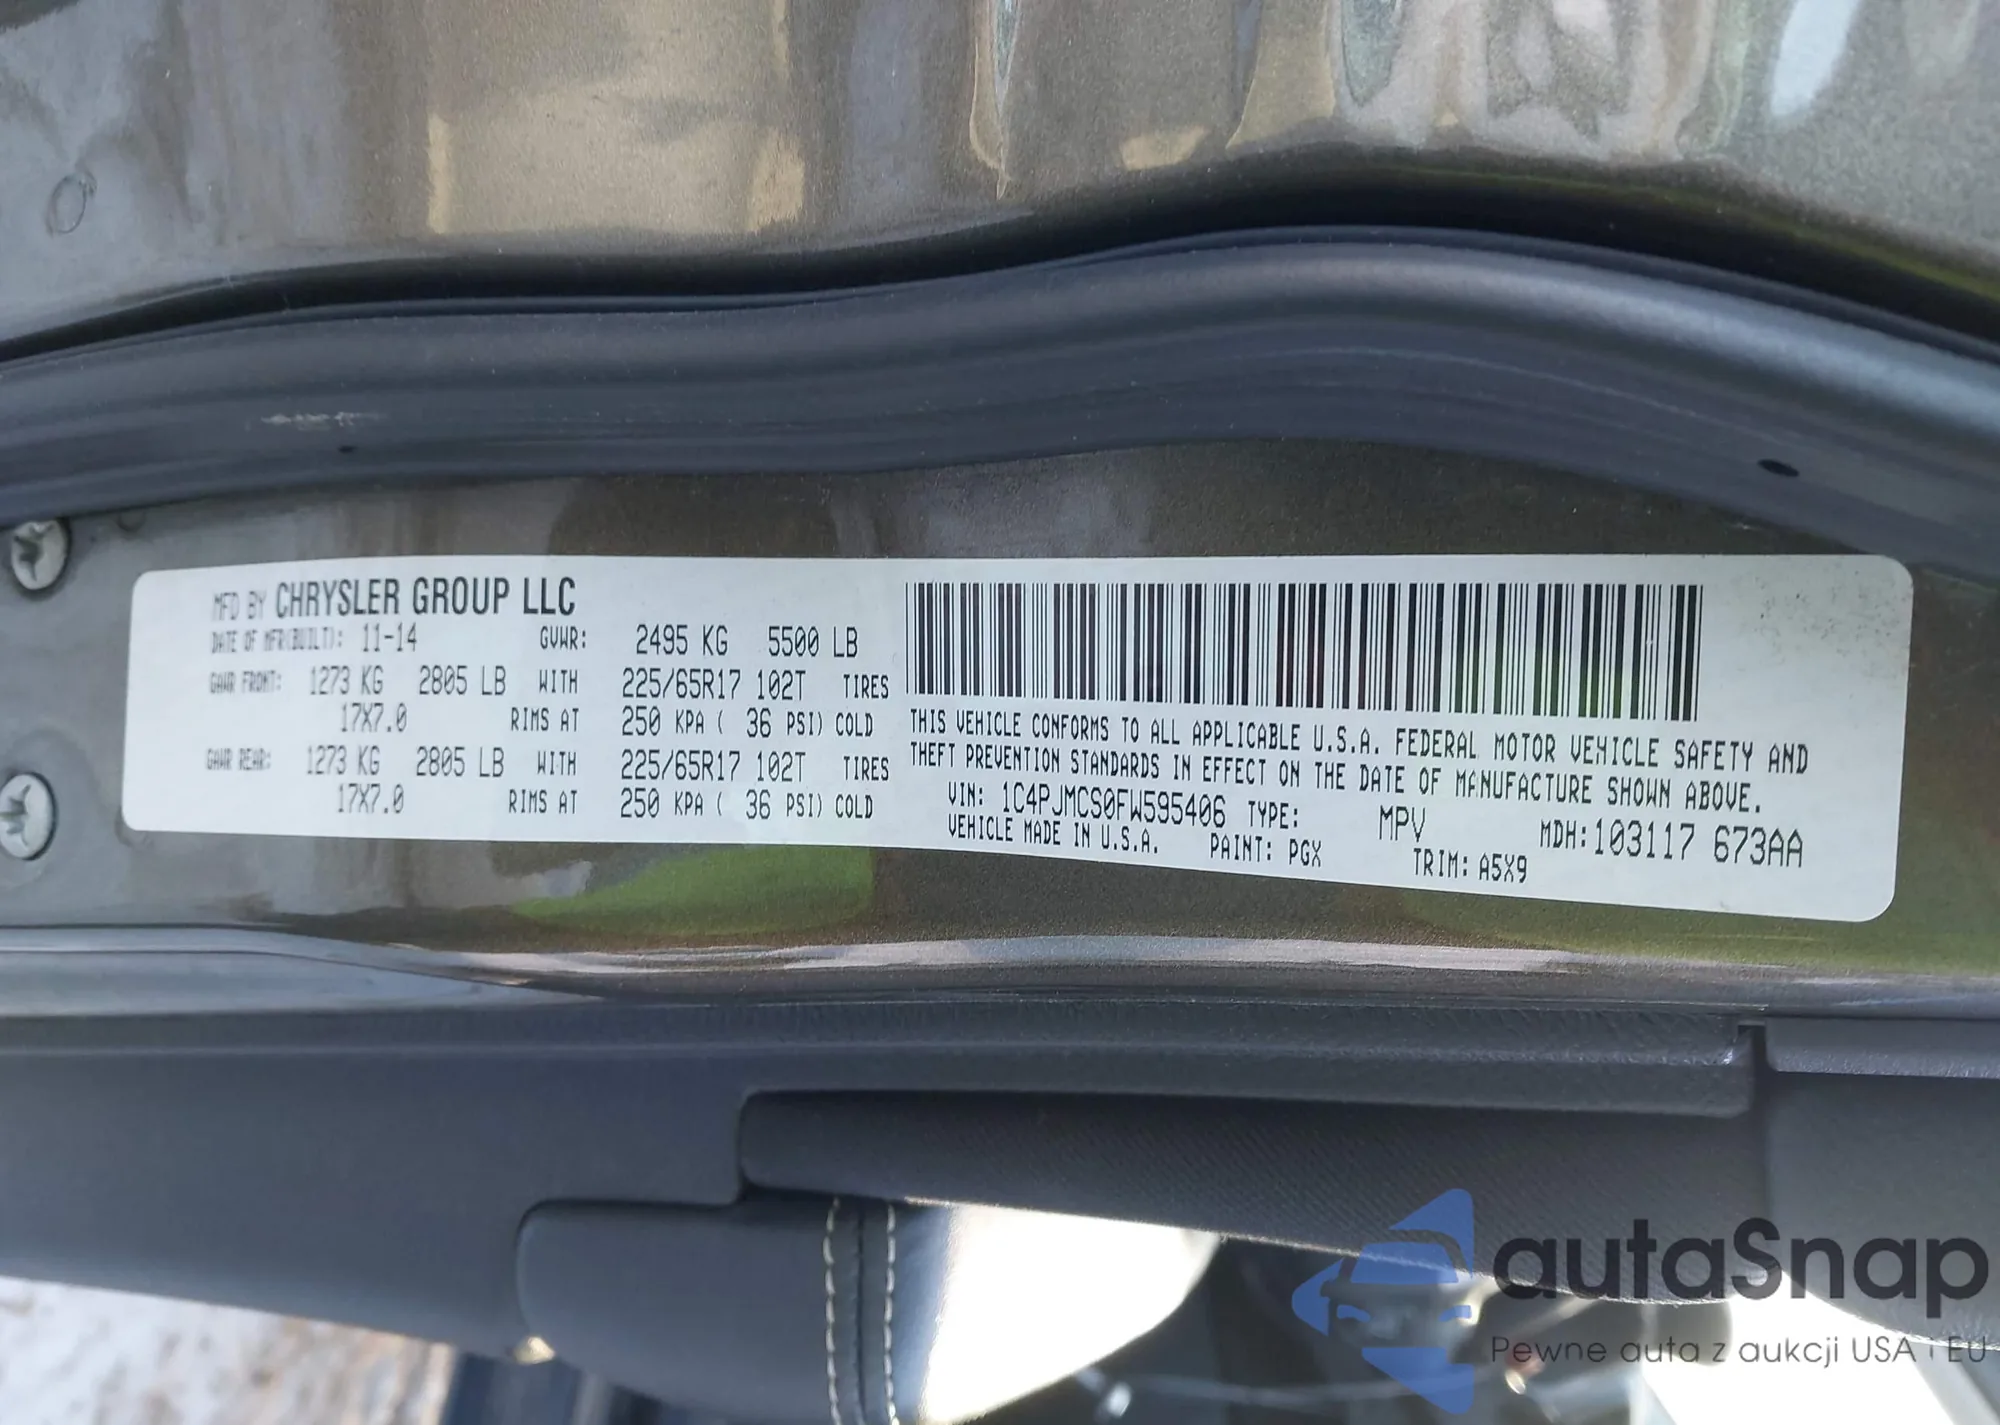 MFD BY CHRYSLER GROUP LLC
DATE OF MFR(BUILT): 11-14 GVWR: 2495 KG 5500 LB
GAWR FRONT: 1273 KG 2805 LB WITH 225/65R17 102T TIRES
17X7.0 RIMS AT 250 KPA ( 36 PSI) COLD
GAWR REAR: 1273 KG 2805 LB WITH 225/65R17 102T TIRES
17X7.0 RIMS AT 250 KPA ( 36 PSI) COLD
THIS VEHICLE CONFORMS TO ALL APPLICABLE U.S.A. FEDERAL MOTOR VEHICLE SAFETY AND
THEFT PREVENTION STANDARDS IN EFFECT ON THE DATE OF MANUFACTURE SHOWN ABOVE.
VIN: 1C4PJMCS0FW595406 TYPE: MPV MDH:103117 673AA
VEHICLE MADE IN U.S.A. PAINT: PGX TRIM: A5X9
autaSnap
Pewne auta z aukcji USA i EU